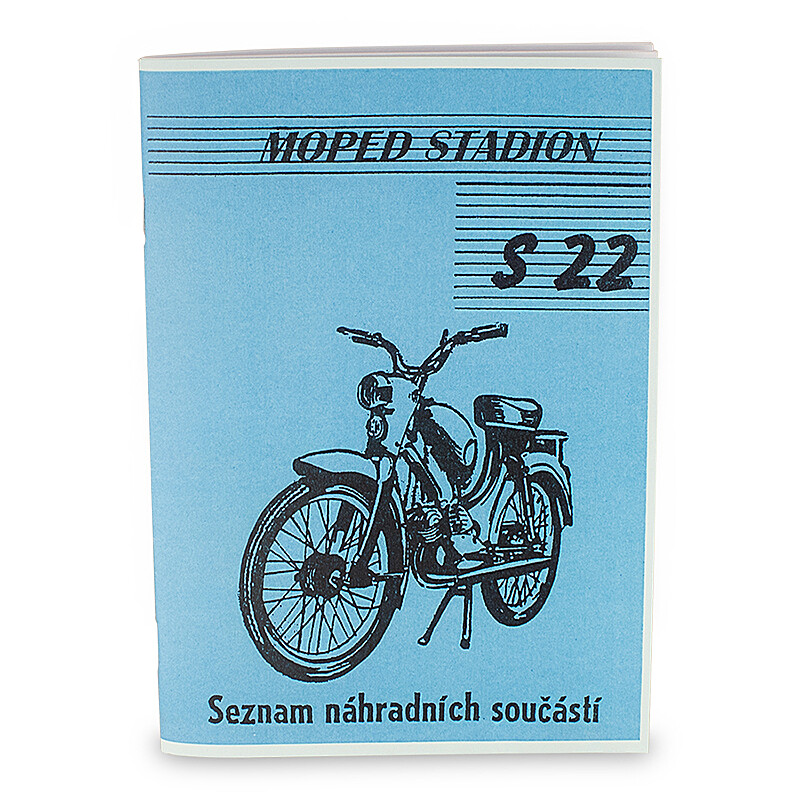 MOPED STADION
S 22
Seznam náhradních součástí